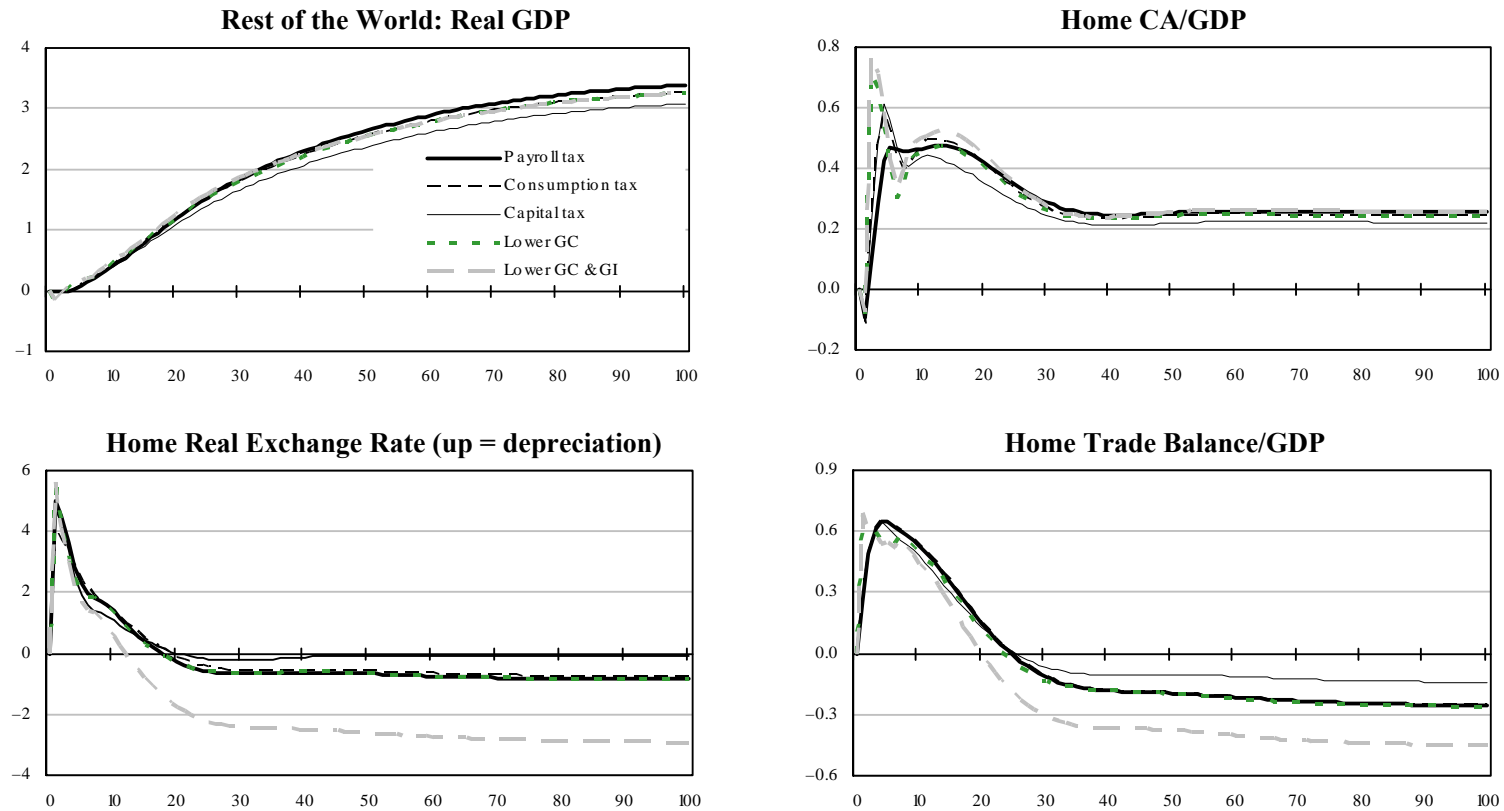 Rest of the World: Real GDP
4
3
2
1
0
–1
Payroll tax
Consumption tax
Capital tax
Lower GC
Lower GC & GI
0 10 20 30 40 50 60 70 80 90 100
Home CA/GDP
0.8
0.6
0.4
0.2
0.0
–0.2
0 10 20 30 40 50 60 70 80 90 100
Home Real Exchange Rate (up = depreciation)
6
4
2
0
–2
–4
0 10 20 30 40 50 60 70 80 90 100
Home Trade Balance/GDP
0.9
0.6
0.3
0.0
–0.3
–0.6
0 10 20 30 40 50 60 70 80 90 100